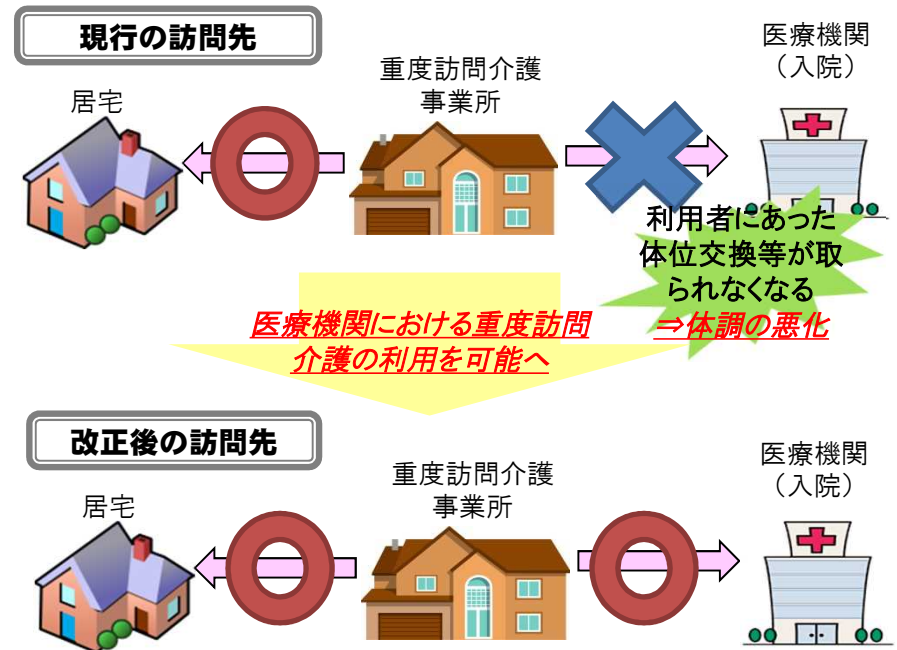 現行の訪問先
居宅
重度訪問介護
事業所
医療機関
（入院）
利用者にあった
体位交換等が取
られなくなる
⇒体調の悪化
医療機関における重度訪問
介護の利用を可能へ
改正後の訪問先
居宅
重度訪問介護
事業所
医療機関
（入院）